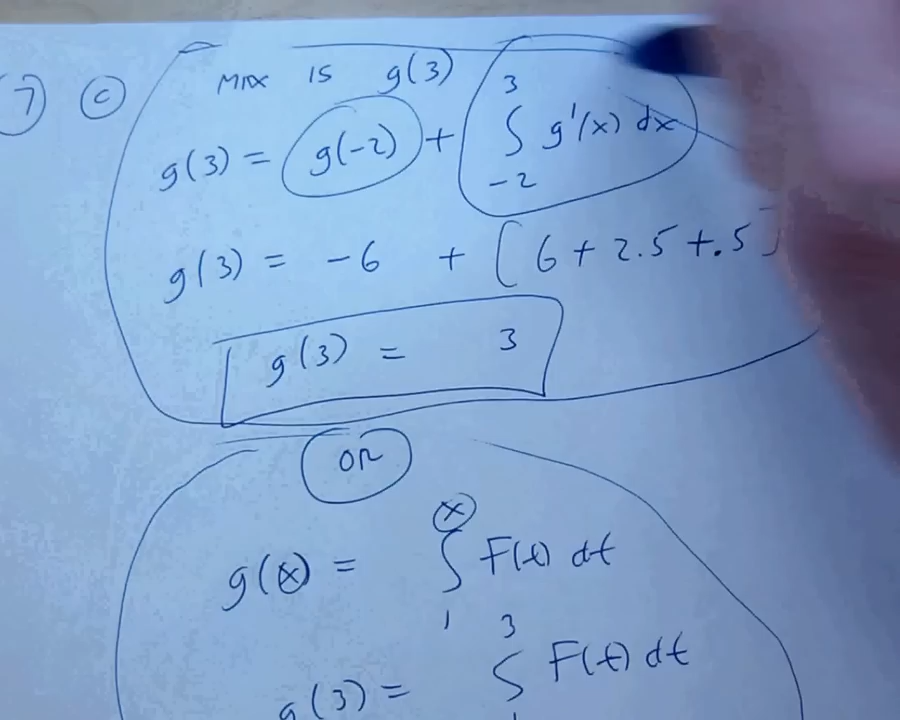 7) c) MAX IS g(3)
g(3) = g(-2) + ∫_{-2}^{3} g'(x) dx
g(3) = -6 + [6 + 2.5 + .5]
g(3) = 3
OR
g(x) = ∫_{1}^{x} F(t) dt
g(3) = ∫_{1}^{3} F(t) dt